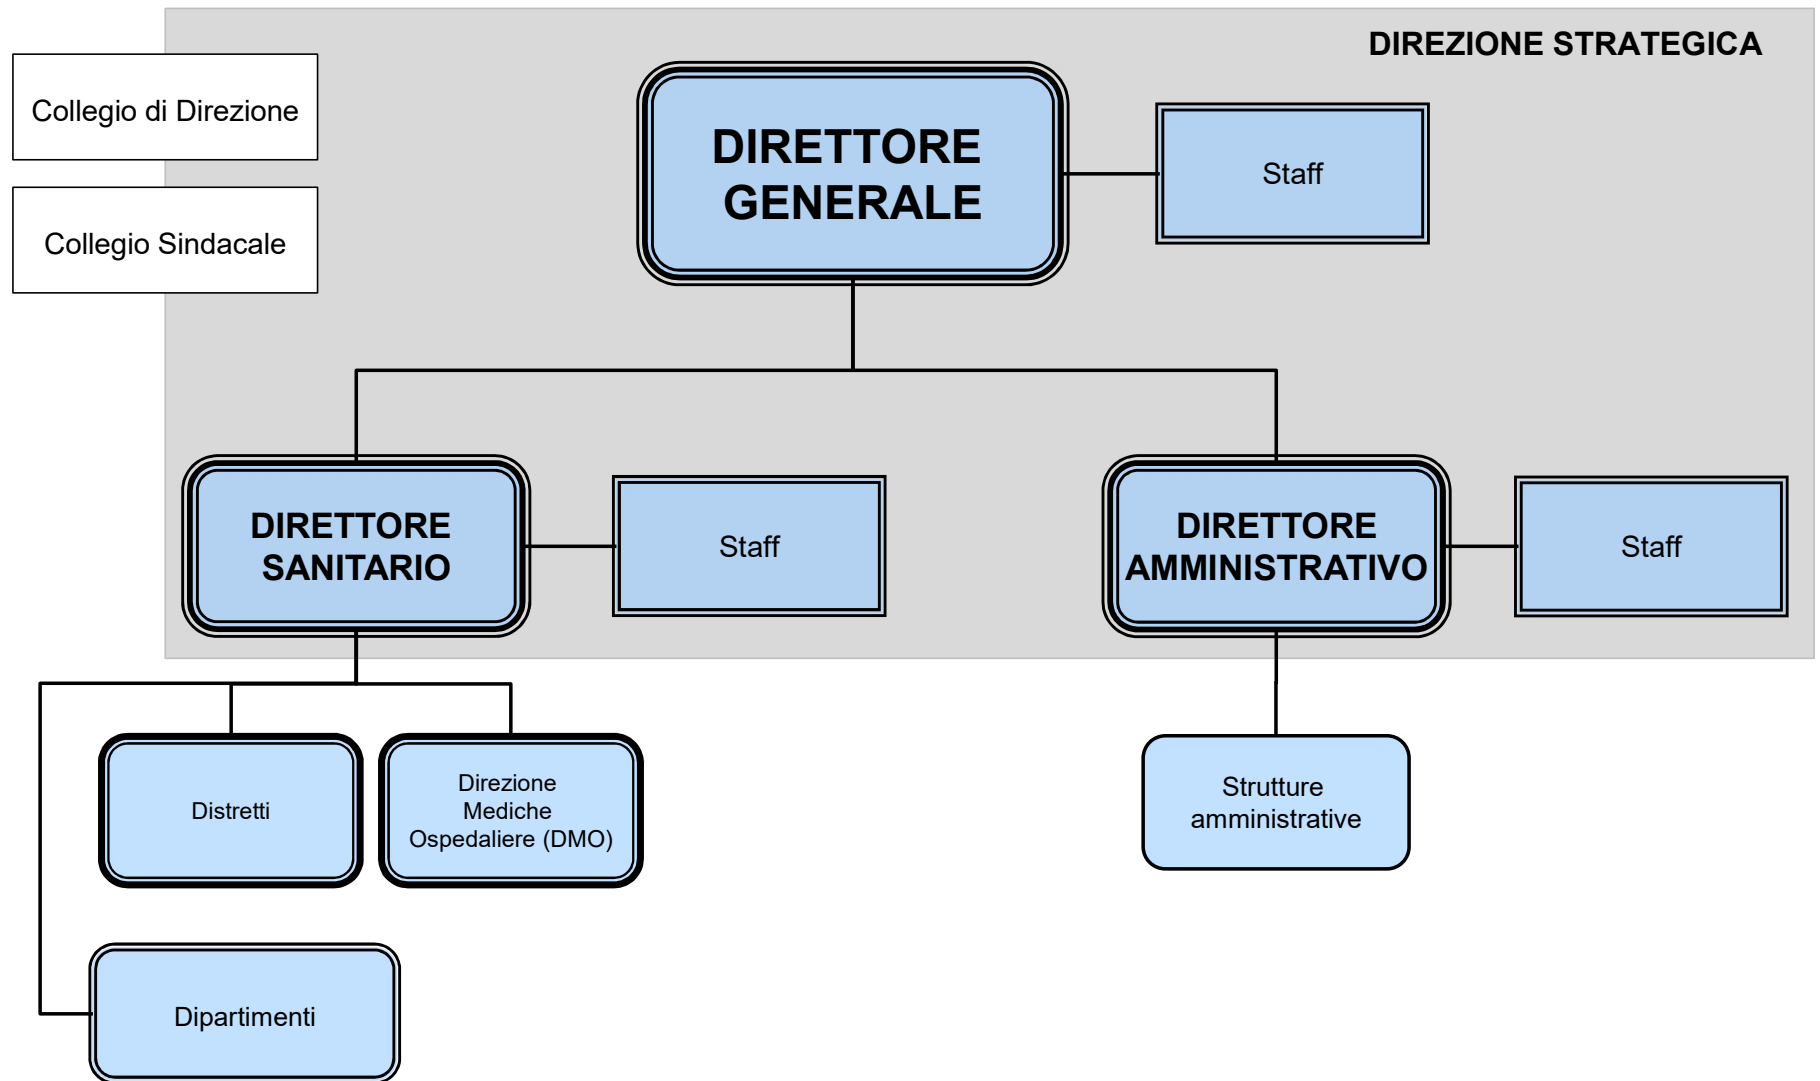 DIREZIONE STRATEGICA
Collegio di Direzione
Collegio Sindacale
DIRETTORE
GENERALE
Staff
DIRETTORE
SANITARIO
Staff
DIRETTORE
AMMINISTRATIVO
Staff
Distretti
Direzione
Mediche
Ospedaliere (DMO)
Strutture
amministrative
Dipartimenti